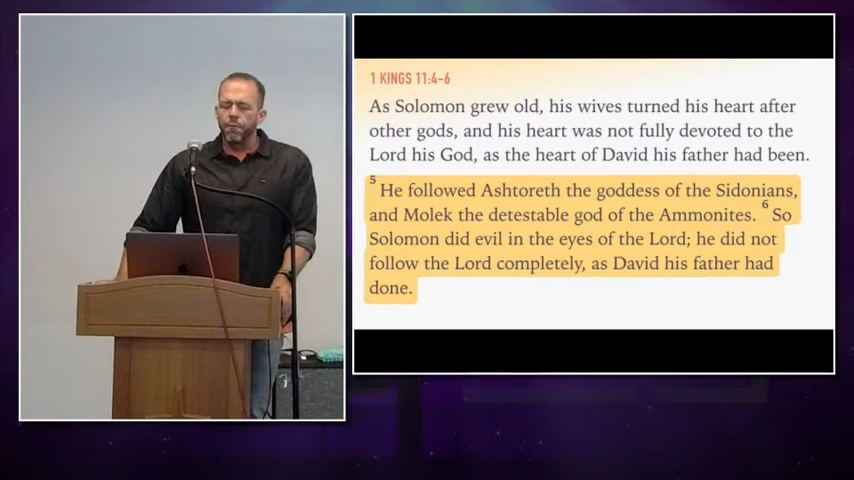 1 KINGS 11:4-6
As Solomon grew old, his wives turned his heart after
other gods, and his heart was not fully devoted to the
Lord his God, as the heart of David his father had been.
5 He followed Ashtoreth the goddess of the Sidonians,
and Molek the detestable god of the Ammonites. 6 So
Solomon did evil in the eyes of the Lord; he did not
follow the Lord completely, as David his father had
done.